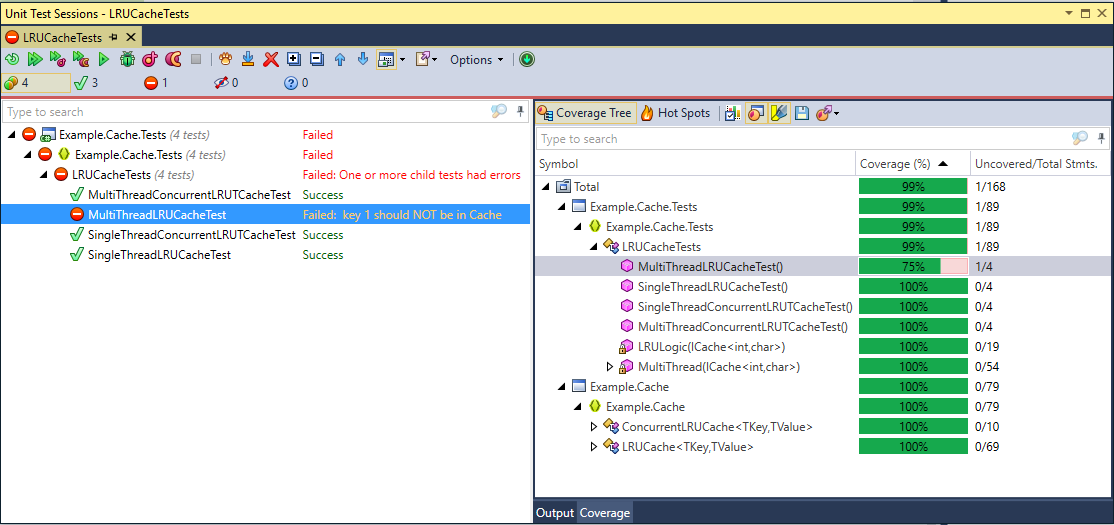 Unit Test Sessions - LRUCacheTests
LRUCacheTests
Options
4 3 1 0 0
Type to search
Example.Cache.Tests (4 tests) Failed
Example.Cache.Tests (4 tests) Failed
LRUCacheTests (4 tests) Failed: One or more child tests had errors
MultiThreadConcurrentLRUTCacheTest Success
MultiThreadLRUCacheTest Failed: key 1 should NOT be in Cache
SingleThreadConcurrentLRUTCacheTest Success
SingleThreadLRUCacheTest Success
Coverage Tree Hot Spots
Type to search
Symbol Coverage (%) Uncovered/Total Stmts.
Total 99% 1/168
Example.Cache.Tests 99% 1/89
Example.Cache.Tests 99% 1/89
LRUCacheTests 99% 1/89
MultiThreadLRUCacheTest() 75% 1/4
SingleThreadLRUCacheTest() 100% 0/4
SingleThreadConcurrentLRUTCacheTest() 100% 0/4
MultiThreadConcurrentLRUTCacheTest() 100% 0/4
LRULogic(ICache<int,char>) 100% 0/19
MultiThread(ICache<int,char>) 100% 0/54
Example.Cache 100% 0/79
Example.Cache 100% 0/79
ConcurrentLRUCache<TKey,TValue> 100% 0/10
LRUCache<TKey,TValue> 100% 0/69
Output Coverage